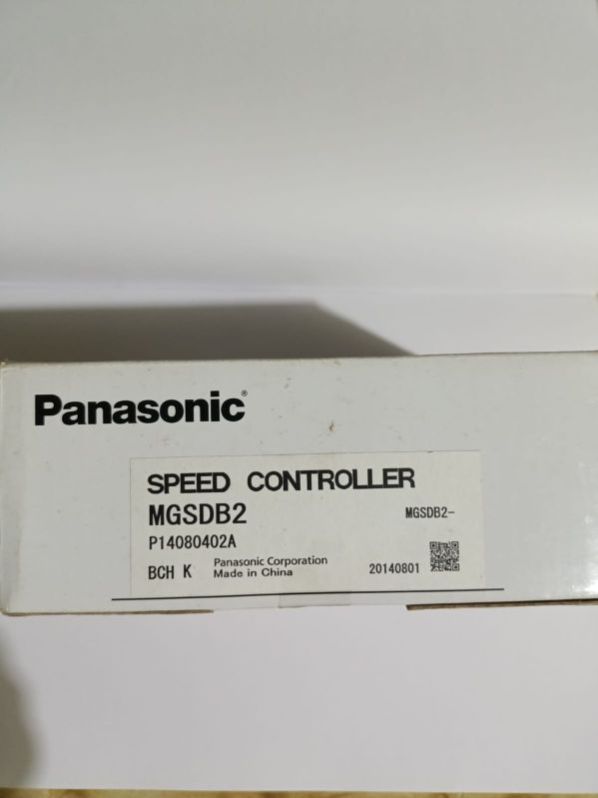 Panasonic®
SPEED CONTROLLER
MGSDB2 MGSDB2-
P14080402A
BCH K Panasonic Corporation
Made in China 20140801